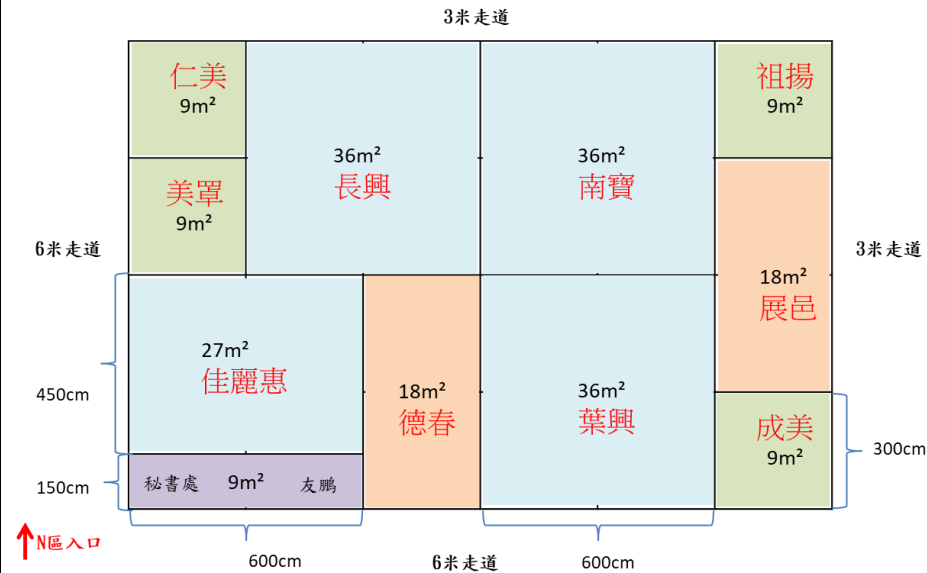 3米走道
仁美
9m²
祖揚
9m²
36m²
長興
36m²
南寶
美罩
9m²
6米走道
3米走道
18m²
展邑
27m²
佳麗惠
450cm
18m²
德春
36m²
葉興
成美
9m²
300cm
150cm
秘書處 9m² 友鵬
N區入口
600cm
6米走道
600cm